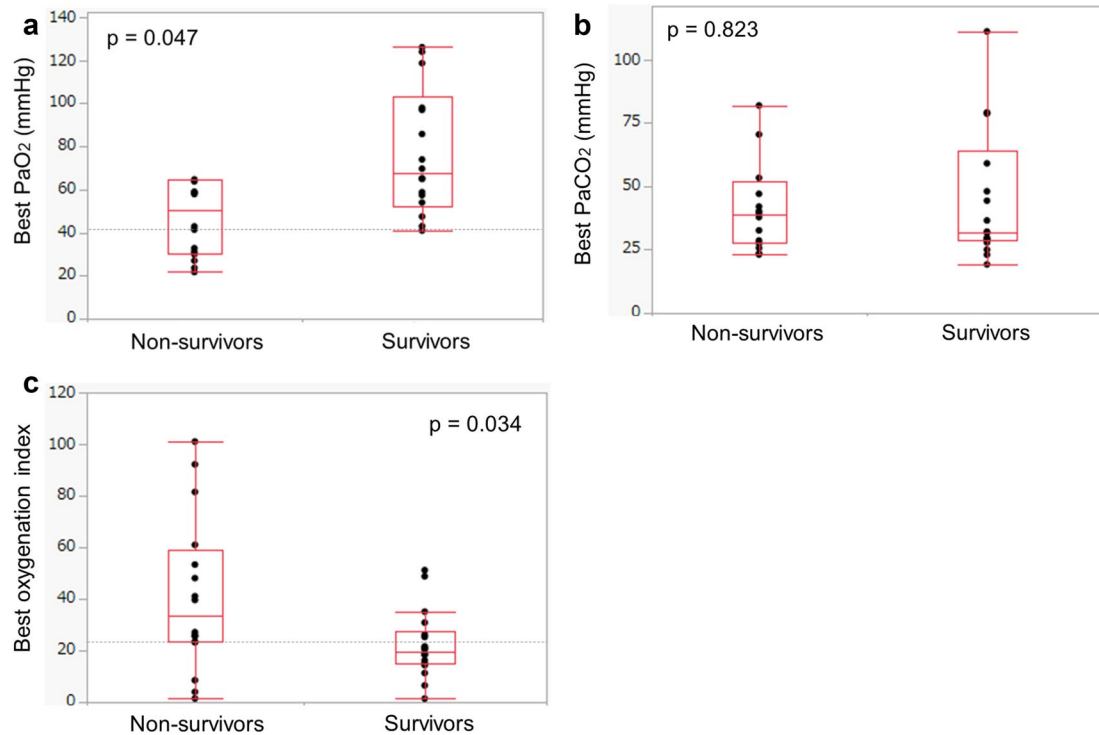 a
p = 0.047
Best PaO₂ (mmHg)
140
120
100
80
60
40
20
0
Non-survivors Survivors
b
p = 0.823
Best PaCO₂ (mmHg)
100
75
50
25
0
Non-survivors Survivors
c
p = 0.034
Best oxygenation index
120
100
80
60
40
20
0
Non-survivors Survivors